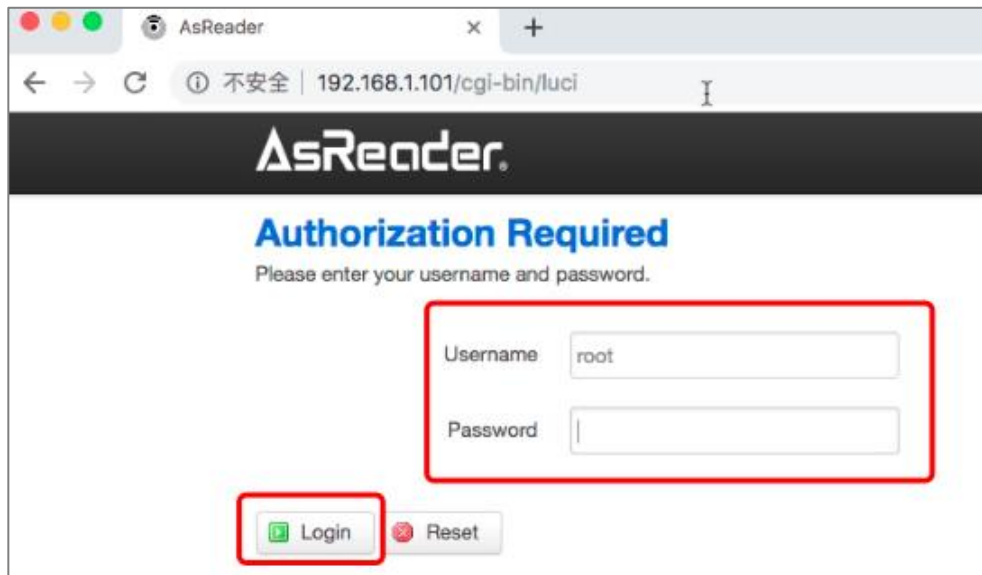 AsReader
不安全 | 192.168.1.101/cgi-bin/luci
AsReader.
Authorization Required
Please enter your username and password.
Username root
Password
Login Reset